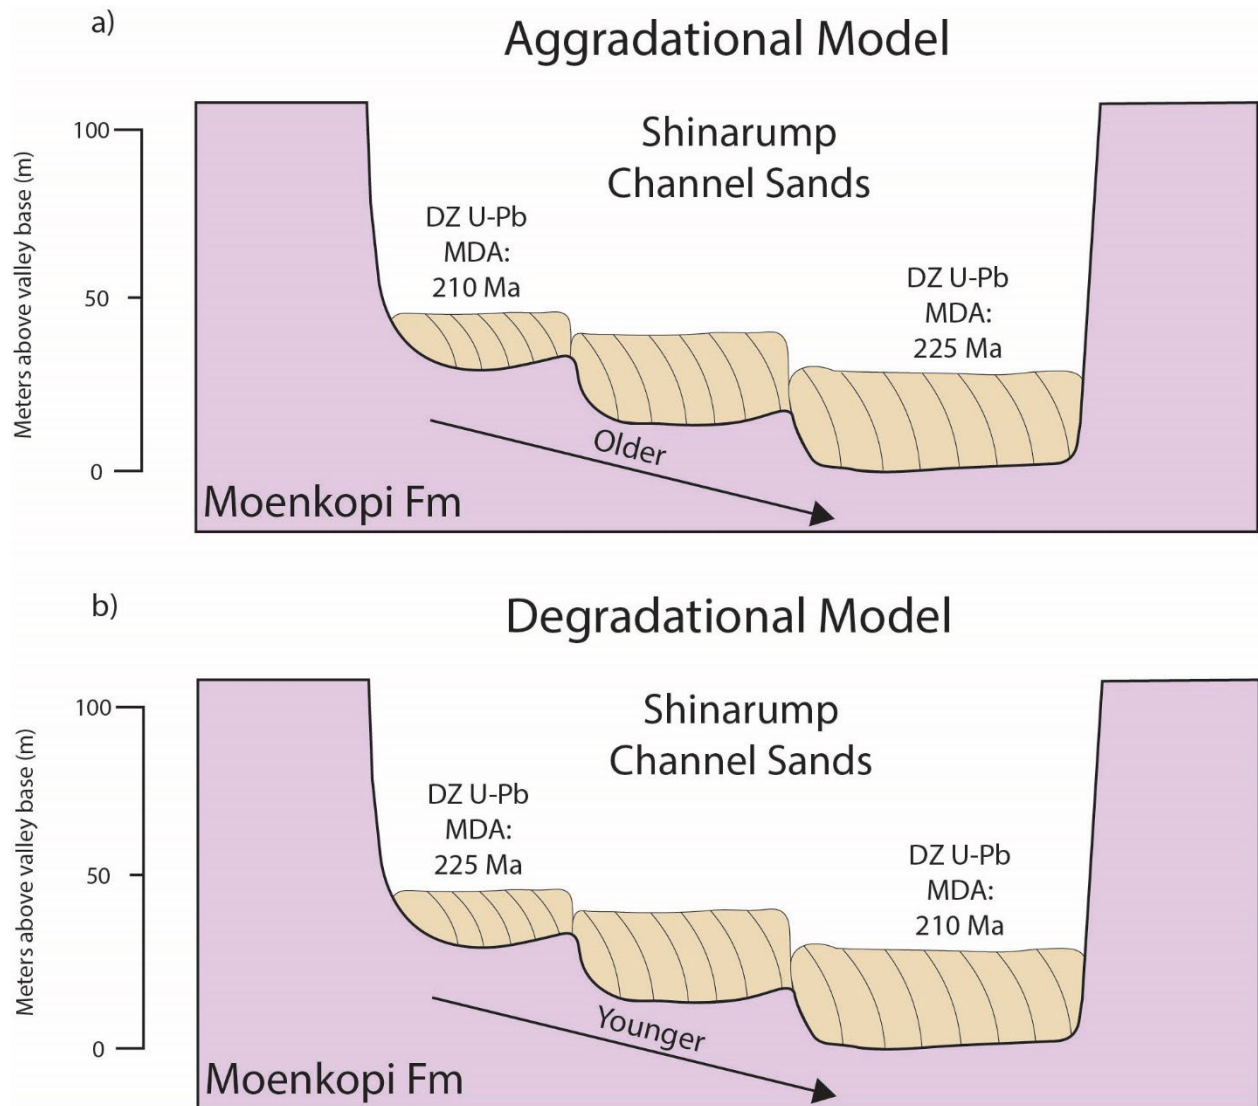 a)
Aggradational Model
Meters above valley base (m)
100
50
0
Shinarump
Channel Sands
DZ U-Pb
MDA:
210 Ma
DZ U-Pb
MDA:
225 Ma
Older
Moenkopi Fm
b)
Degradational Model
Meters above valley base (m)
100
50
0
Shinarump
Channel Sands
DZ U-Pb
MDA:
225 Ma
DZ U-Pb
MDA:
210 Ma
Younger
Moenkopi Fm